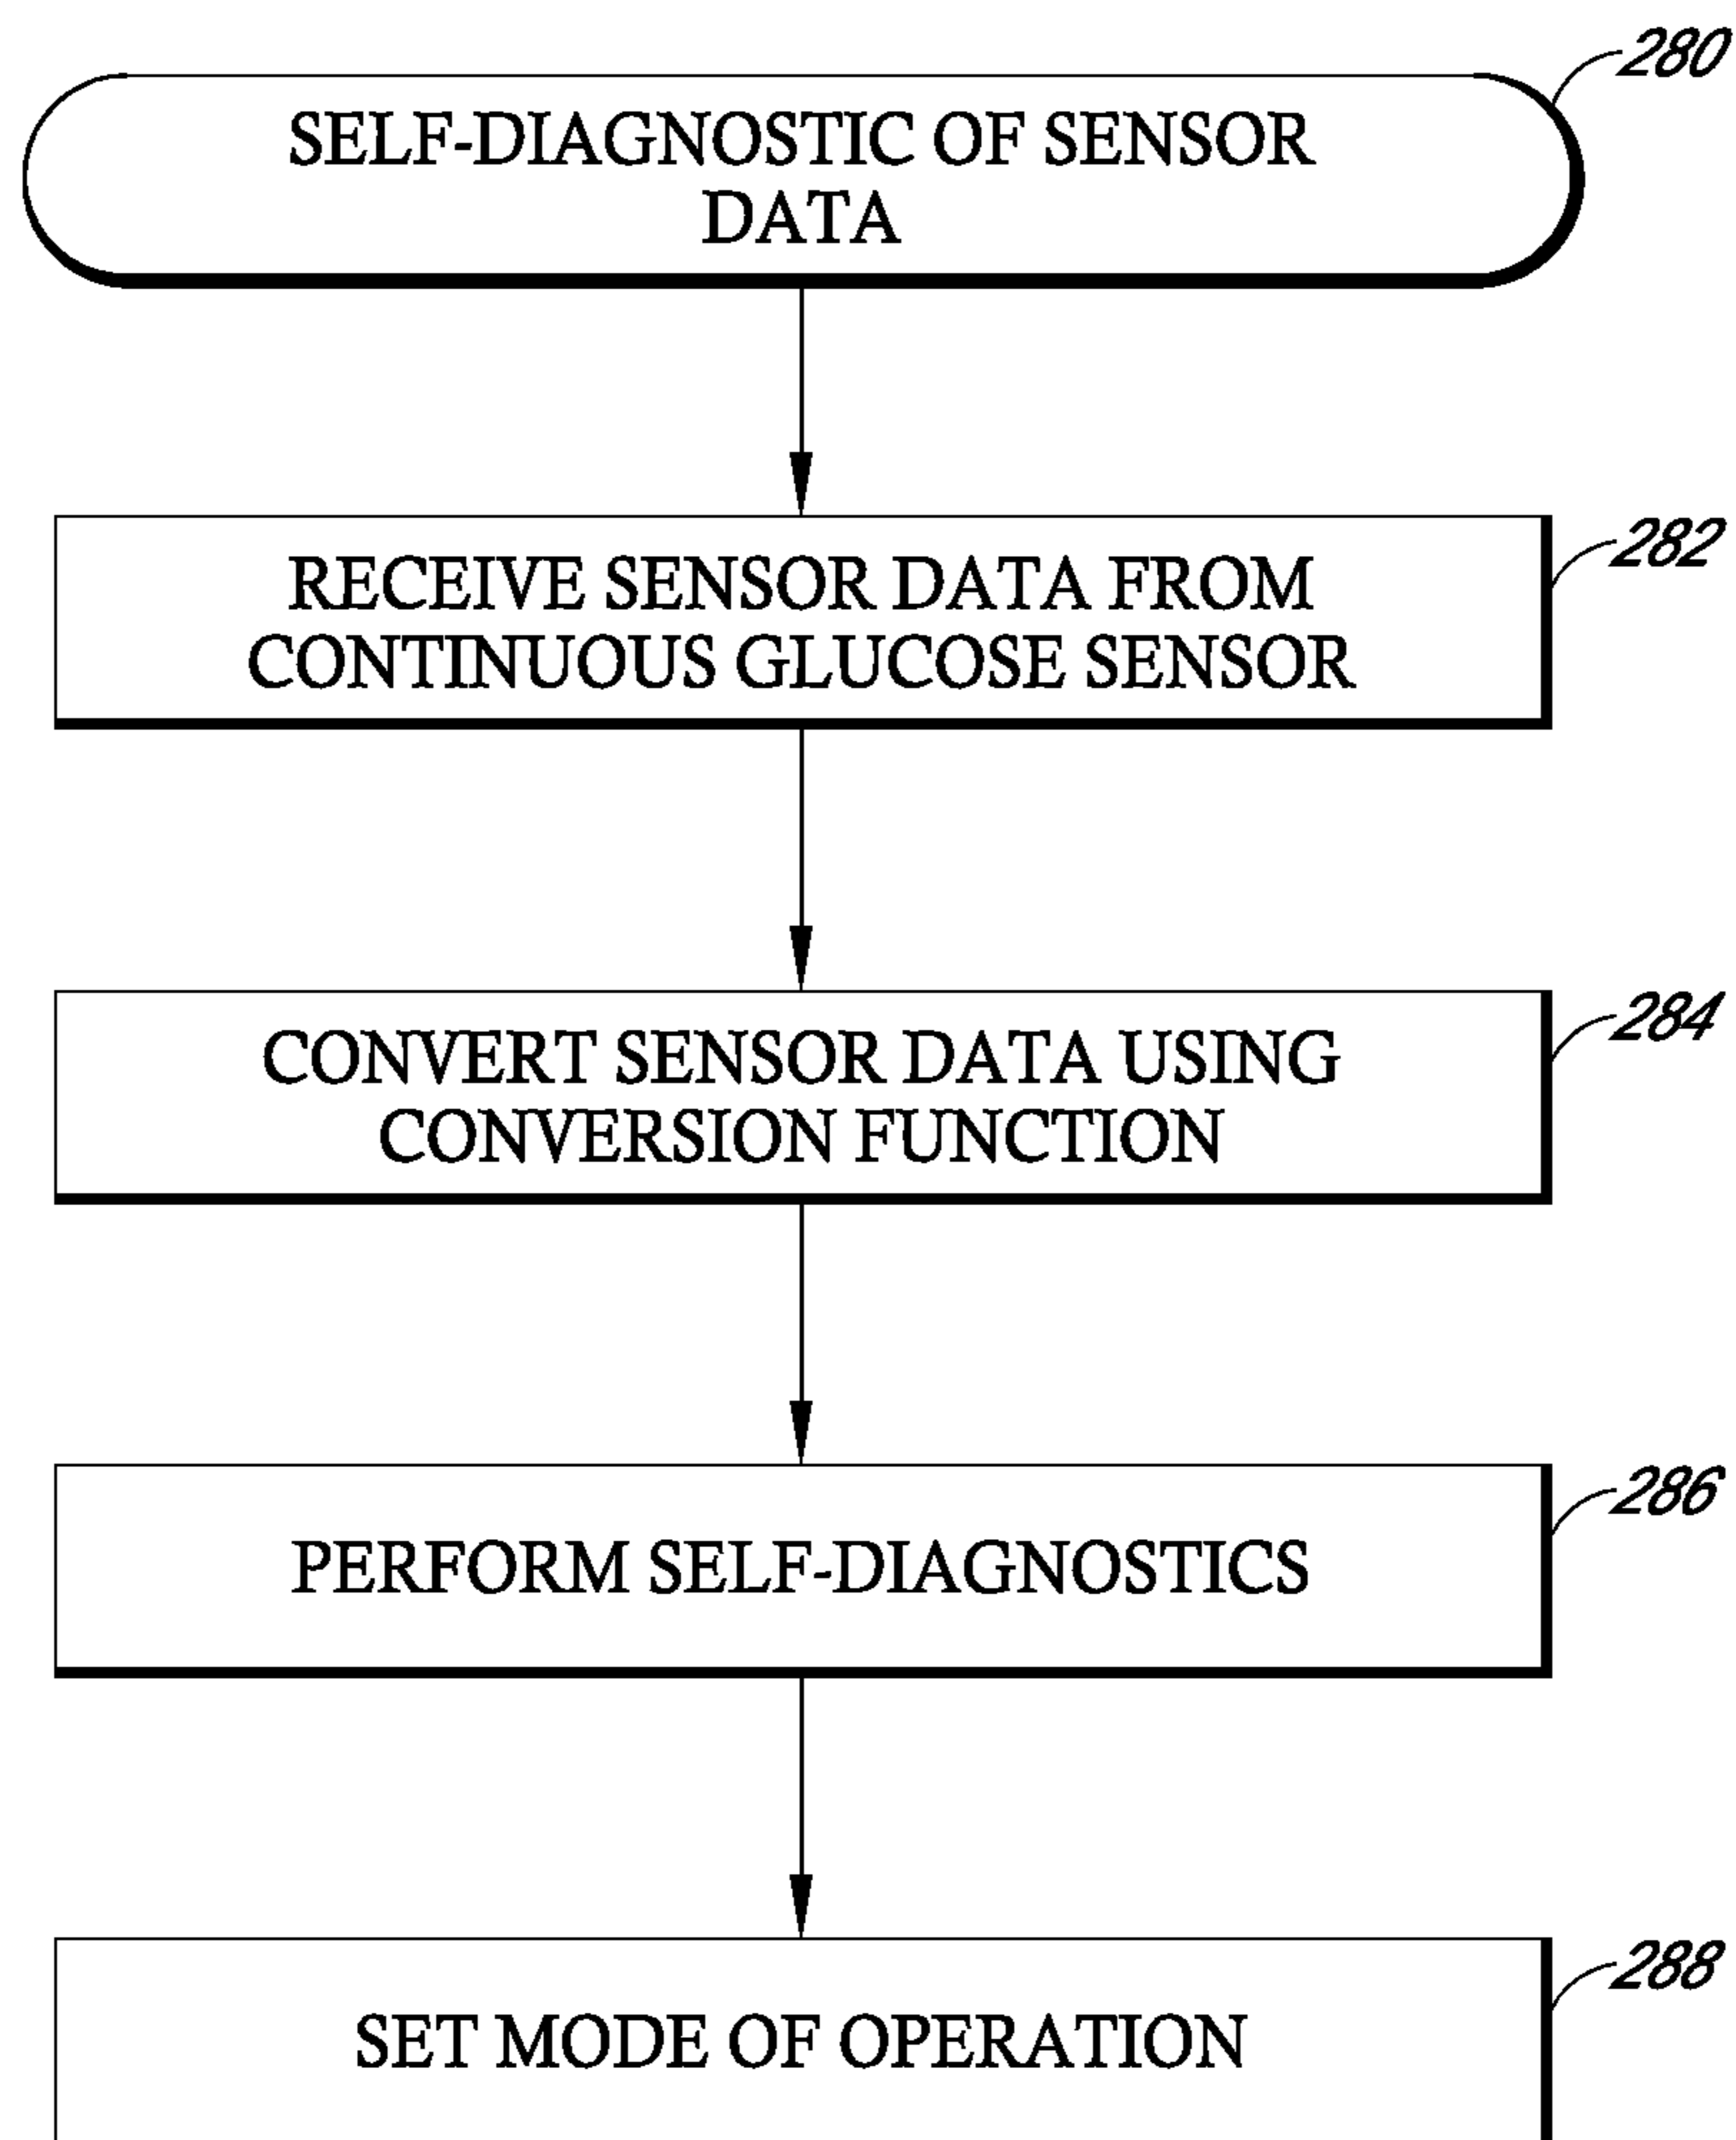 280
SELF-DIAGNOSTIC OF SENSOR
DATA
282
RECEIVE SENSOR DATA FROM
CONTINUOUS GLUCOSE SENSOR
284
CONVERT SENSOR DATA USING
CONVERSION FUNCTION
286
PERFORM SELF-DIAGNOSTICS
288
SET MODE OF OPERATION